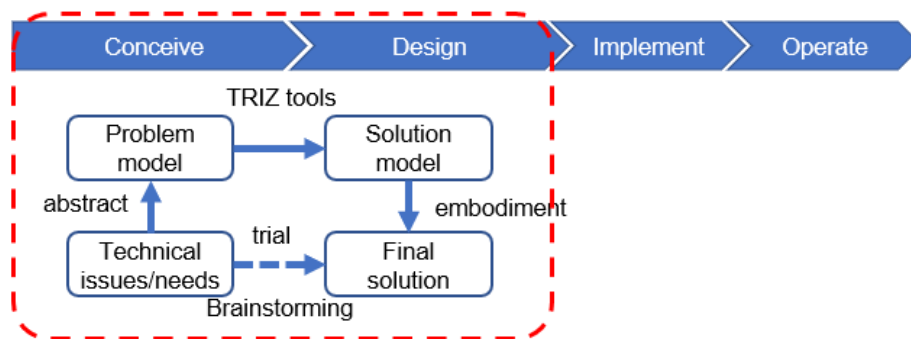 Conceive
Design
Implement
Operate
TRIZ tools
Problem
model
Solution
model
abstract
embodiment
Technical
issues/needs
trial
Brainstorming
Final
solution